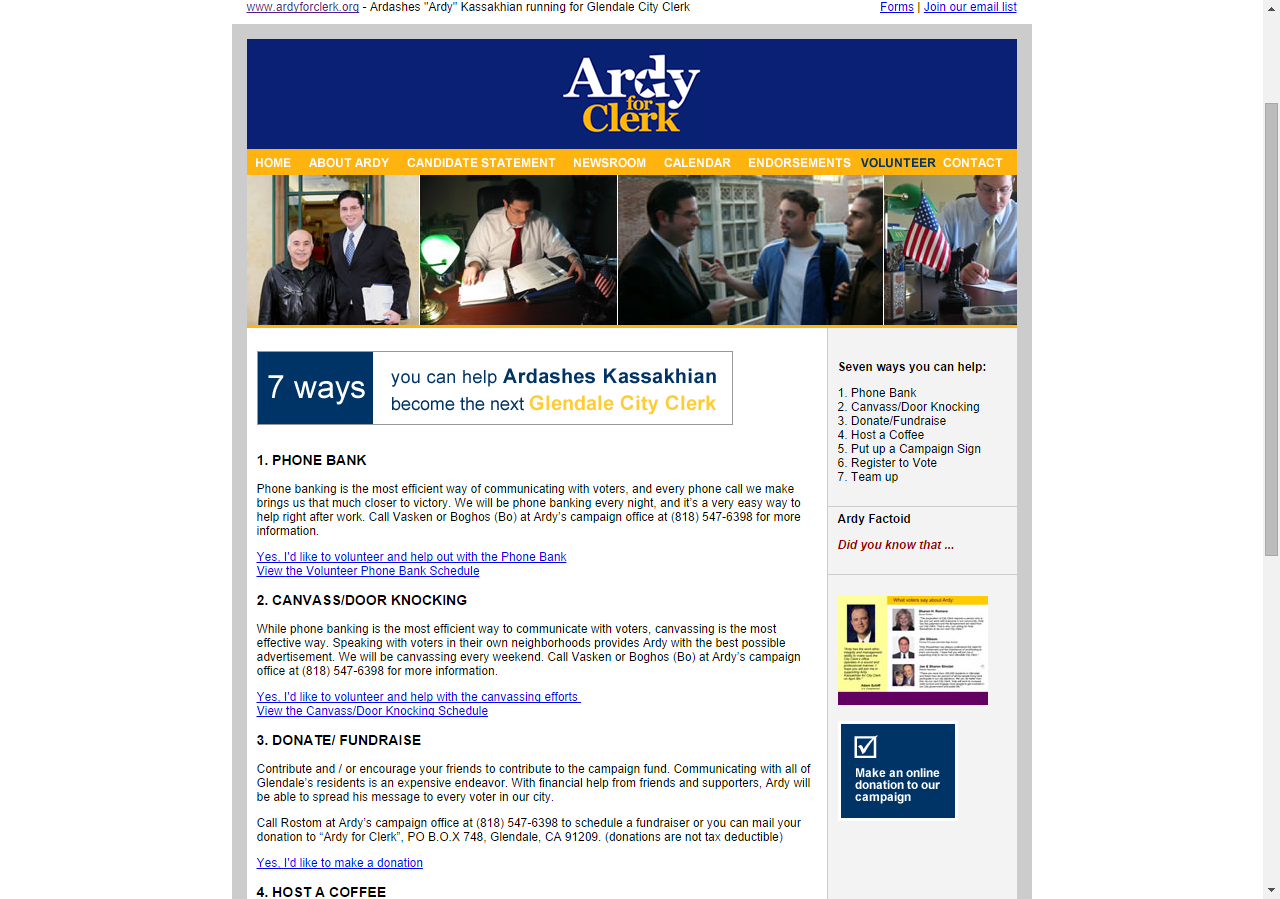 www.ardyforclerk.org - Ardashes "Ardy" Kassakhian running for Glendale City Clerk
Forms | Join our email list
Ardy
for
Clerk
HOME ABOUT ARDY CANDIDATE STATEMENT NEWSROOM CALENDAR ENDORSEMENTS VOLUNTEER CONTACT
7 ways
you can help Ardashes Kassakhian
become the next Glendale City Clerk
1. PHONE BANK
Phone banking is the most efficient way of communicating with voters, and every phone call we make
brings us that much closer to victory. We will be phone banking every night, and it’s a very easy way to
help right after work. Call Vasken or Boghos (Bo) at Ardy’s campaign office at (818) 547-6398 for more
information.
Yes, I'd like to volunteer and help out with the Phone Bank
View the Volunteer Phone Bank Schedule
2. CANVASS/DOOR KNOCKING
While phone banking is the most efficient way to communicate with voters, canvassing is the most
effective way. Speaking with voters in their own neighborhoods provides Ardy with the best possible
advertisement. We will be canvassing every weekend. Call Vasken or Boghos (Bo) at Ardy’s campaign
office at (818) 547-6398 for more information.
Yes, I'd like to volunteer and help with the canvassing efforts
View the Canvass/Door Knocking Schedule
3. DONATE/ FUNDRAISE
Contribute and / or encourage your friends to contribute to the campaign fund. Communicating with all of
Glendale’s residents is an expensive endeavor. With financial help from friends and supporters, Ardy will
be able to spread his message to every voter in our city.
Call Rostom at Ardy’s campaign office at (818) 547-6398 to schedule a fundraiser or you can mail your
donation to “Ardy for Clerk”, PO B.O.X 748, Glendale, CA 91209. (donations are not tax deductible)
Yes, I'd like to make a donation
4. HOST A COFFEE
Seven ways you can help:
1. Phone Bank
2. Canvass/Door Knocking
3. Donate/Fundraise
4. Host a Coffee
5. Put up a Campaign Sign
6. Register to Vote
7. Team up
Ardy Factoid
Did you know that ...
What voters say about Ardy:
Adam Schiff
Make an online
donation to our
campaign